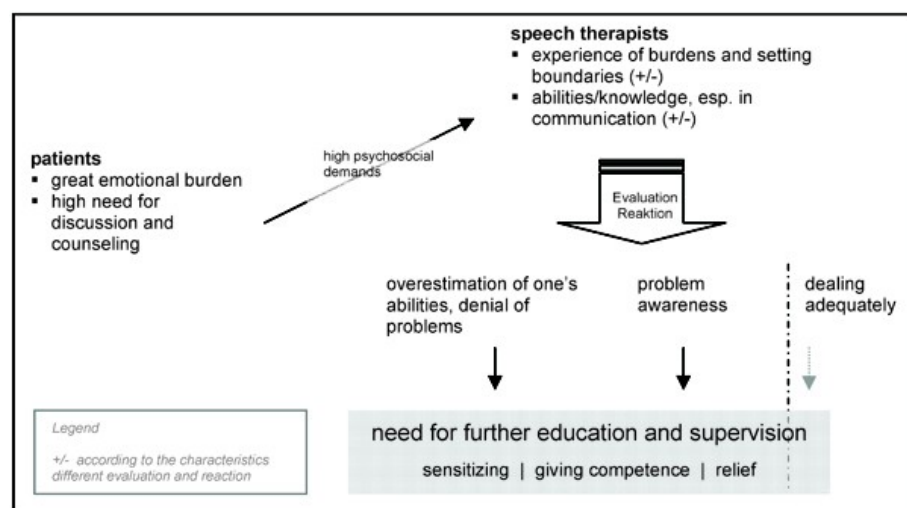 speech therapists
▪ experience of burdens and setting
boundaries (+/-)
▪ abilities/knowledge, esp. in
communication (+/-)
high psychosocial
demands
patients
▪ great emotional burden
▪ high need for
discussion and
counseling
Evaluation
Reaktion
overestimation of one's
abilities, denial of
problems
problem
awareness
dealing
adequately
Legend
+/- according to the characteristics
different evaluation and reaction
need for further education and supervision
sensitizing | giving competence | relief